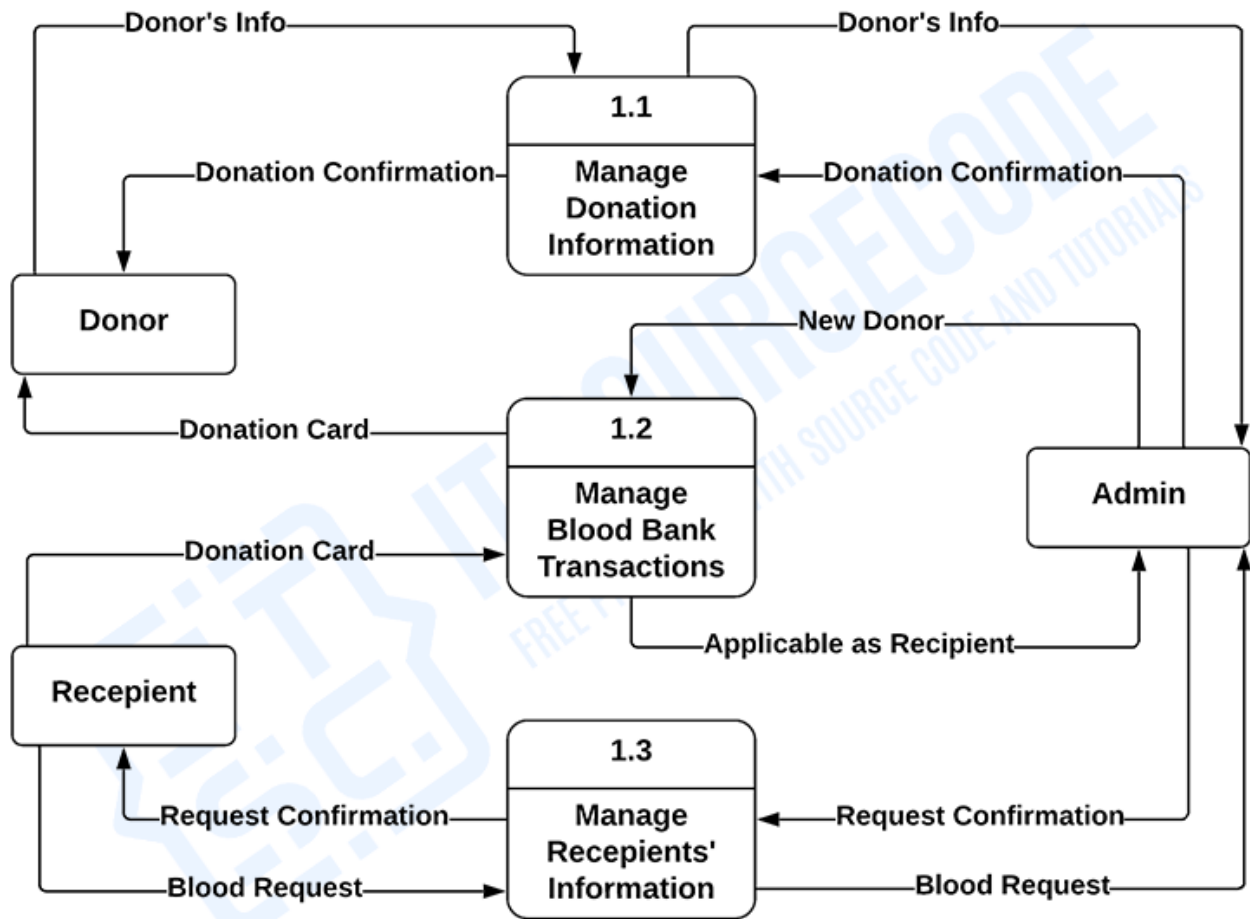 Donor's Info
Donor's Info
1.1
Manage
Donation
Information
Donation Confirmation
Donation Confirmation
Donor
New Donor
Donation Card
1.2
Manage
Blood Bank
Transactions
Admin
Donation Card
Applicable as Recipient
Recepient
1.3
Manage
Recepients'
Information
Request Confirmation
Request Confirmation
Blood Request
Blood Request